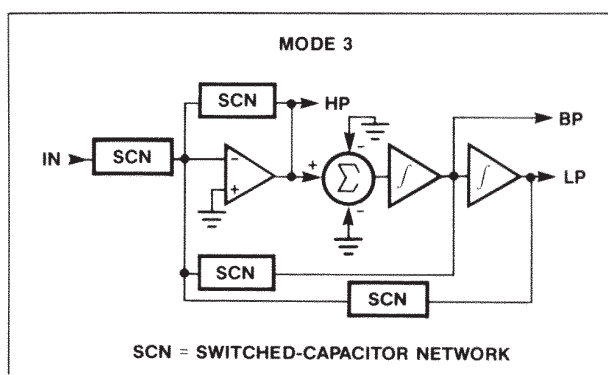 MODE 3
SCN
HP
IN
SCN
-
+
+
-
Σ
-
∫
∫
BP
LP
SCN
SCN
SCN = SWITCHED-CAPACITOR NETWORK